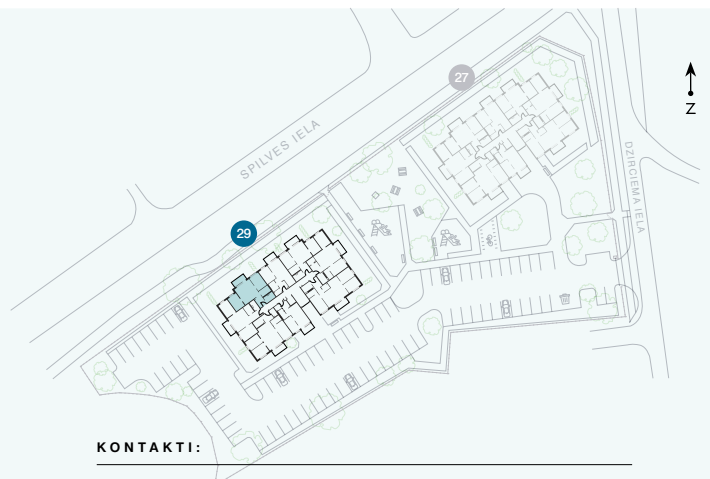 27
Z
SPILVES IELA
DZIRCIEMA IELA
29
KONTAKTI: